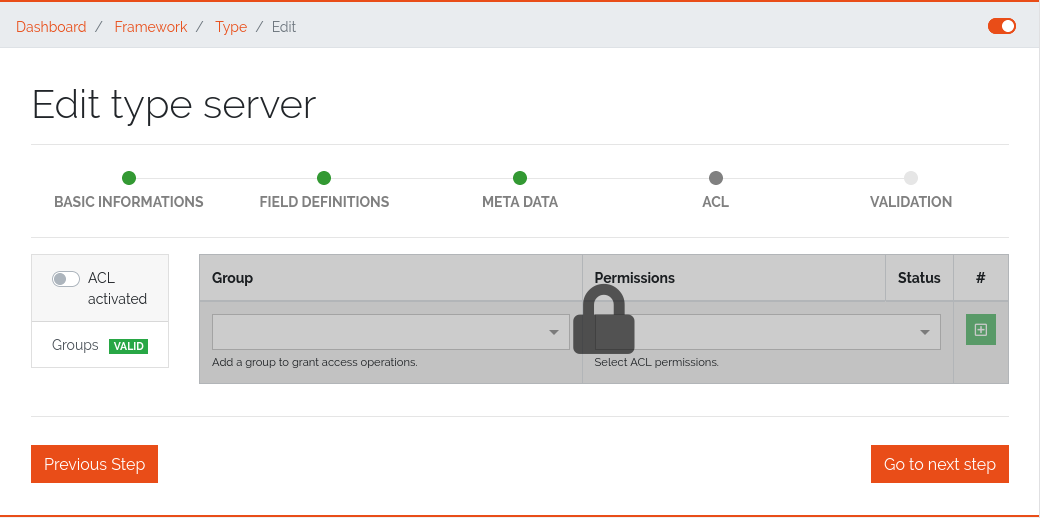 Dashboard / Framework / Type / Edit
Edit type server
BASIC INFORMATIONS FIELD DEFINITIONS META DATA ACL VALIDATION
ACL
activated
Groups VALID
Group Permissions Status #
Add a group to grant access operations. Select ACL permissions.
Previous Step Go to next step